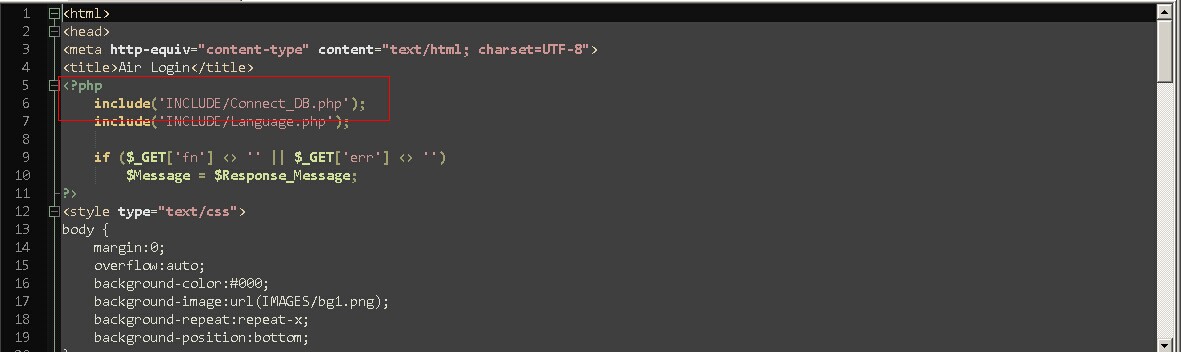 1 <html>
2 <head>
3 <meta http-equiv="content-type" content="text/html; charset=UTF-8">
4 <title>Air Login</title>
5 <?php
6 include('INCLUDE/Connect_DB.php');
7 include('INCLUDE/Language.php');
8
9 if ($_GET['fn'] <> '' || $_GET['err'] <> '')
10 $Message = $Response_Message;
11 ?>
12 <style type="text/css">
13 body {
14 margin:0;
15 overflow:auto;
16 background-color:#000;
17 background-image:url(IMAGES/bg1.png);
18 background-repeat:repeat-x;
19 background-position:bottom;